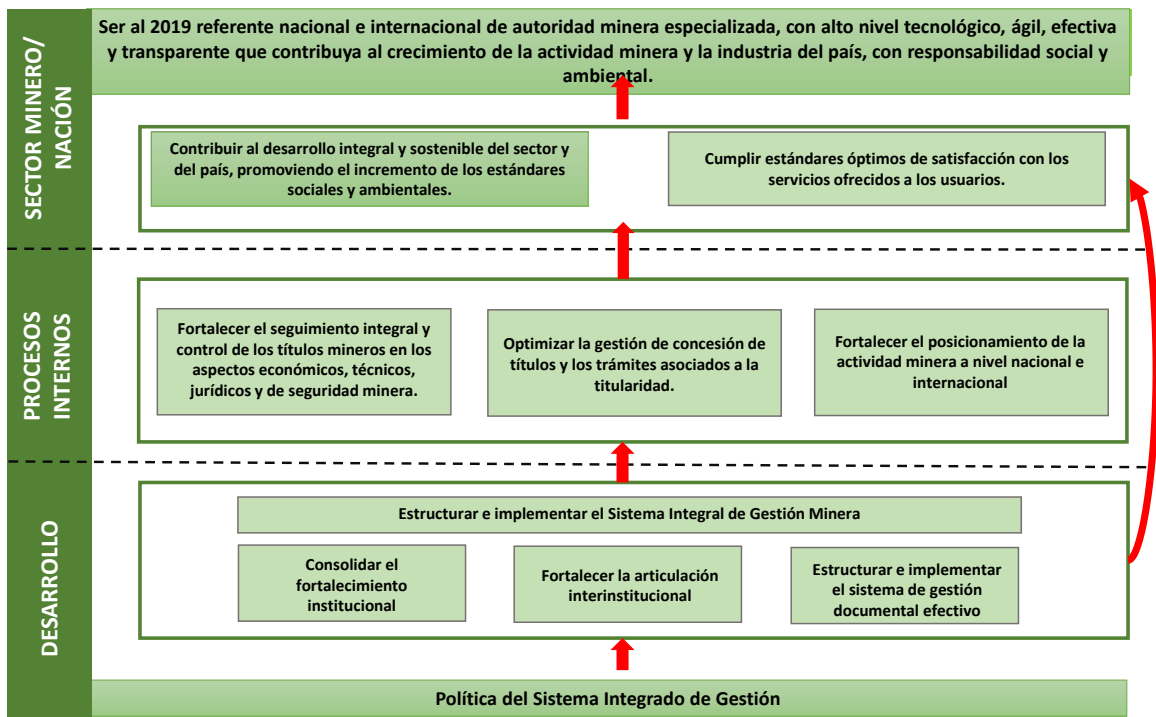 SECTOR MINERO/
NACIÓN
Ser al 2019 referente nacional e internacional de autoridad minera especializada, con alto nivel tecnológico, ágil, efectiva
y transparente que contribuya al crecimiento de la actividad minera y la industria del país, con responsabilidad social y
ambiental.
Contribuir al desarrollo integral y sostenible del sector y
del país, promoviendo el incremento de los estándares
sociales y ambientales.
Cumplir estándares óptimos de satisfacción con los
servicios ofrecidos a los usuarios.
PROCESOS
INTERNOS
Fortalecer el seguimiento integral y
control de los títulos mineros en los
aspectos económicos, técnicos,
jurídicos y de seguridad minera.
Optimizar la gestión de concesión de
títulos y los trámites asociados a la
titularidad.
Fortalecer el posicionamiento de la
actividad minera a nivel nacional e
internacional
DESARROLLO
Estructurar e implementar el Sistema Integral de Gestión Minera
Consolidar el
fortalecimiento
institucional
Fortalecer la articulación
interinstitucional
Estructurar e implementar
el sistema de gestión
documental efectivo
Política del Sistema Integrado de Gestión